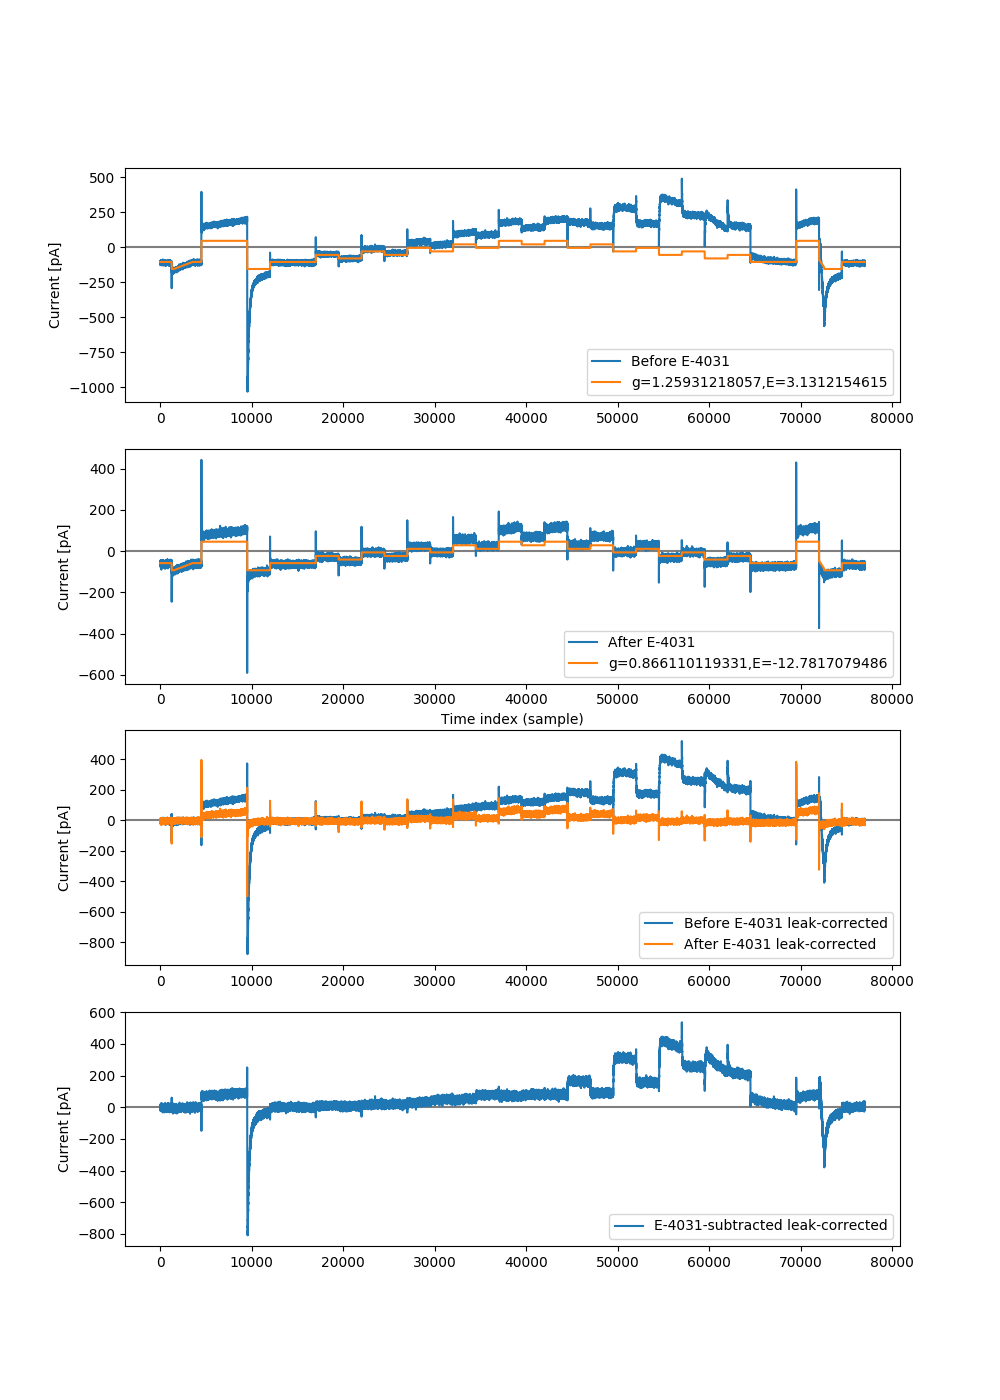 500
250
0
−250
−500
−750
−1000
Current [pA]
Before E-4031
g=1.25931218057,E=3.1312154615
0 10000 20000 30000 40000 50000 60000 70000 80000
400
200
0
−200
−400
−600
Current [pA]
After E-4031
g=0.866110119331,E=-12.7817079486
0 10000 20000 30000 40000 50000 60000 70000 80000
Time index (sample)
400
200
0
−200
−400
−600
−800
Current [pA]
Before E-4031 leak-corrected
After E-4031 leak-corrected
0 10000 20000 30000 40000 50000 60000 70000 80000
600
400
200
0
−200
−400
−600
−800
Current [pA]
E-4031-subtracted leak-corrected
0 10000 20000 30000 40000 50000 60000 70000 80000